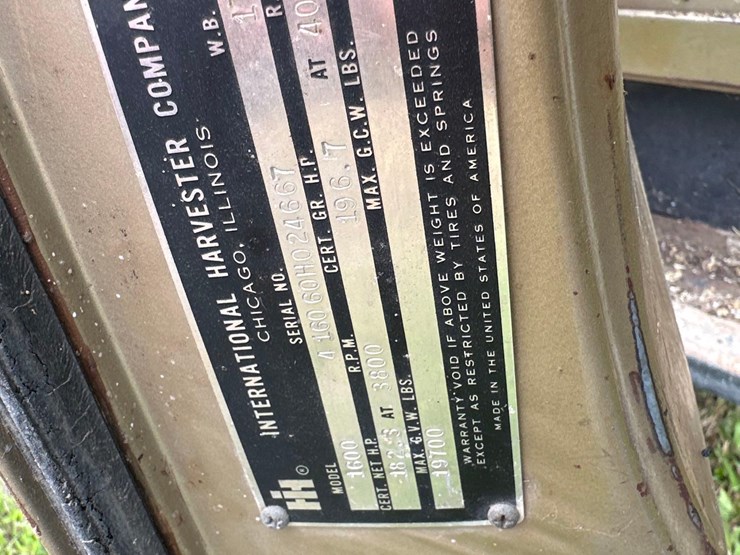 INTERNATIONAL HARVESTER
CHICAGO, ILLINOIS
MODEL SERIAL NO. W.B.
1600
R.P.M. CERT. GR. H.P. AT
3800 196.7 40
CERT. NET H.P. AT
MAX. G.V.W. LBS. MAX. G.C.W. LBS.
19700
WARRANTY VOID IF ABOVE WEIGHT IS EXCEEDED
EXCEPT AS RESTRICTED BY TIRES AND SPRINGS
MADE IN THE UNITED STATES OF AMERICA